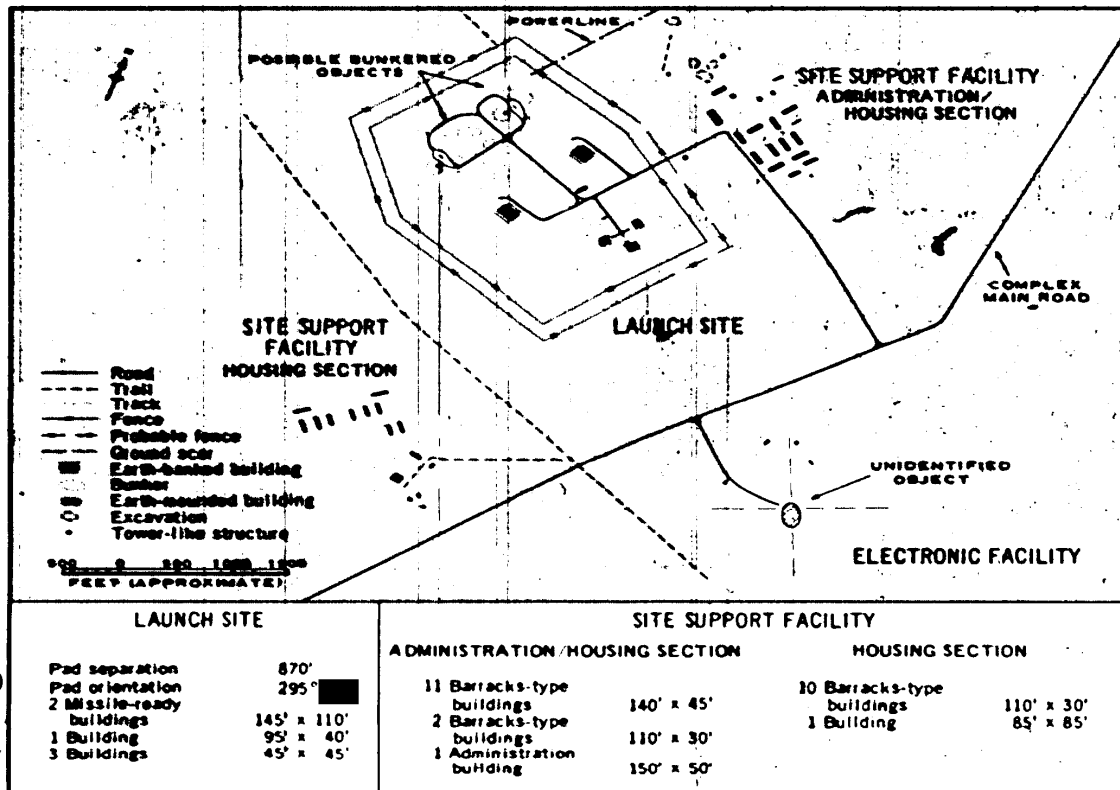 POWERLINE
POSSIBLE BUNKERED
OBJECTS
SITE SUPPORT FACILITY
ADMINISTRATION/
HOUSING SECTION
COMPLEX
MAIN ROAD
SITE SUPPORT
FACILITY
HOUSING SECTION
LAUNCH SITE
Road
Trail
Track
Fence
Probable fence
Ground scar
Earth-banked building
Bunker
Earth-mounded building
Excavation
Tower-like structure
500 0 500 1000 1500
FEET (APPROXIMATE)
UNIDENTIFIED
OBJECT
ELECTRONIC FACILITY
LAUNCH SITE
Pad separation 870'
Pad orientation 295°
2 Missile-ready
buildings 145' x 110'
1 Building 95' x 40'
3 Buildings 45' x 45'
SITE SUPPORT FACILITY
ADMINISTRATION/HOUSING SECTION
11 Barracks-type
buildings 140' x 45'
2 Barracks-type
buildings 110' x 30'
1 Administration
building 150' x 50'
HOUSING SECTION
10 Barracks-type
buildings 110' x 30'
1 Building 85' x 85'